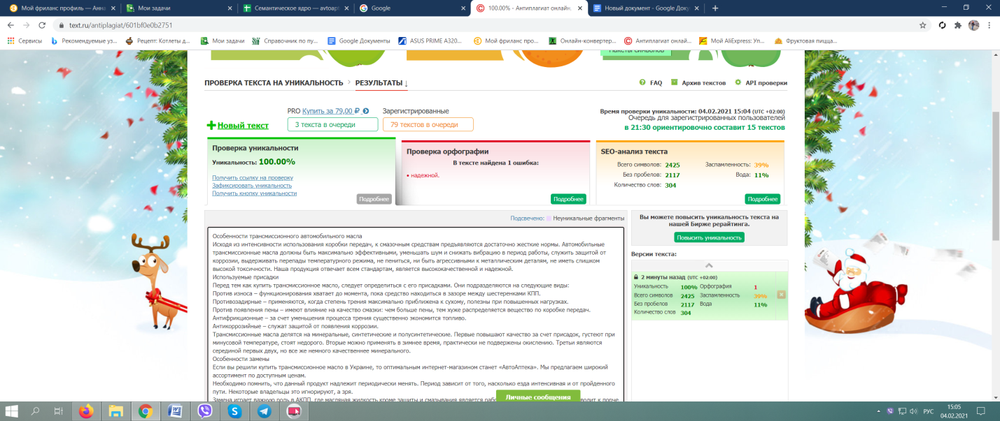 Мой фриланс профиль — Анна
Мои задачи
Семантическое ядро — avtoapt
Google
100.00% - Антиплагиат онлайн,
Новый документ - Google Доку
text.ru/antiplagiat/601bf0e0b2751
Сервисы
Рекомендуемые уз...
Рецепт: Котлеты д...
Мои задачи
Справочник по пу...
Google Документы
ASUS PRIME A320...
Мой фриланс про...
Онлайн-конвертер...
Антиплагиат онлай...
Мой AliExpress: Уп...
Фруктовая пицца...
ПРОВЕРКА ТЕКСТА НА УНИКАЛЬНОСТЬ > РЕЗУЛЬТАТЫ ↓
FAQ
Архив текстов
API проверки
PRO Купить за 79,00 ₽
Зарегистрированные
Новый текст
3 текста в очереди
79 текстов в очереди
Время проверки уникальности: 04.02.2021 15:04 (UTC +02:00)
Очередь для зарегистрированных пользователей
в 21:30 ориентировочно составит 15 текстов
Проверка уникальности
Уникальность: 100.00%
Получить ссылку на проверку
Зафиксировать уникальность
Получить кнопку уникальности
Подробнее
Проверка орфографии
В тексте найдена 1 ошибка:
• надежной.
Подробнее
SEO-анализ текста
Всего символов: 2425
Заспамленность: 39%
Без пробелов: 2117
Вода: 11%
Количество слов: 304
Подробнее
Подсвечено: Неуникальные фрагменты
Особенности трансмиссионного автомобильного масла
Исходя из интенсивности использования коробки передач, к смазочным средствам предъявляются достаточно жесткие нормы. Автомобильные
трансмиссионные масла должны быть максимально эффективными, уменьшать шум и снижать вибрацию в период работы, служить защитой от
коррозии, выдерживать перепады температурного режима, не пениться, ни быть агрессивными к металлическим деталям, не иметь слишком
высокой токсичности. Наша продукция отвечает всем стандартам, является высококачественной и надежной.
Используемые присадки
Перед тем как купить трансмиссионное масло, следует определиться с его присадками. Они подразделяются на следующие виды:
Против износа – функционирования хватает до момента, пока средство находиться в зазоре между шестеренками КПП.
Противозадирные – применяются, когда степень трения максимально приближена к сухому, полезны при повышенных нагрузках.
Против появления пены – имеют влияние на качество смазки: чем больше пены, тем хуже распределяется вещество по коробке передач.
Антифрикционные – за счет уменьшения процесса трения существенно экономится топливо.
Антикоррозийные – служат защитой от появления коррозии.
Трансмиссионные масла делятся на минеральные, синтетические и полусинтетические. Первые повышают качество за счет присадок, густеют при
минусовой температуре, стоят недорого. Вторые можно применять в зимнее время, практически не подвержены окислению. Третьи являются
серединой первых двух, но все же немного качественнее минерального.
Особенности замены
Если вы решили купить трансмиссионное масло в Украине, то оптимальным интернет-магазином станет «АвтоАптека». Мы предлагаем широкий
ассортимент по доступным ценам.
Необходимо помнить, что данный продукт надлежит периодически менять. Период зависит от того, насколько езда интенсивная и от пройденного
пути. Некоторые владельцы это игнорируют, а зря.
Замена играет важную роль в АКПП, где масляная жидкость кроме защиты и смазывания является
Личные сообщения
Вы можете повысить уникальность текста на
нашей Бирже рерайтинга.
Повысить уникальность
Версии текста:
2 минуты назад (UTC +02:00)
Уникальность 100% Орфография 1
Всего символов 2425 Заспамленность 39%
Без пробелов 2117 Вода 11%
Количество слов 304
РУС
15:05
04.02.2021